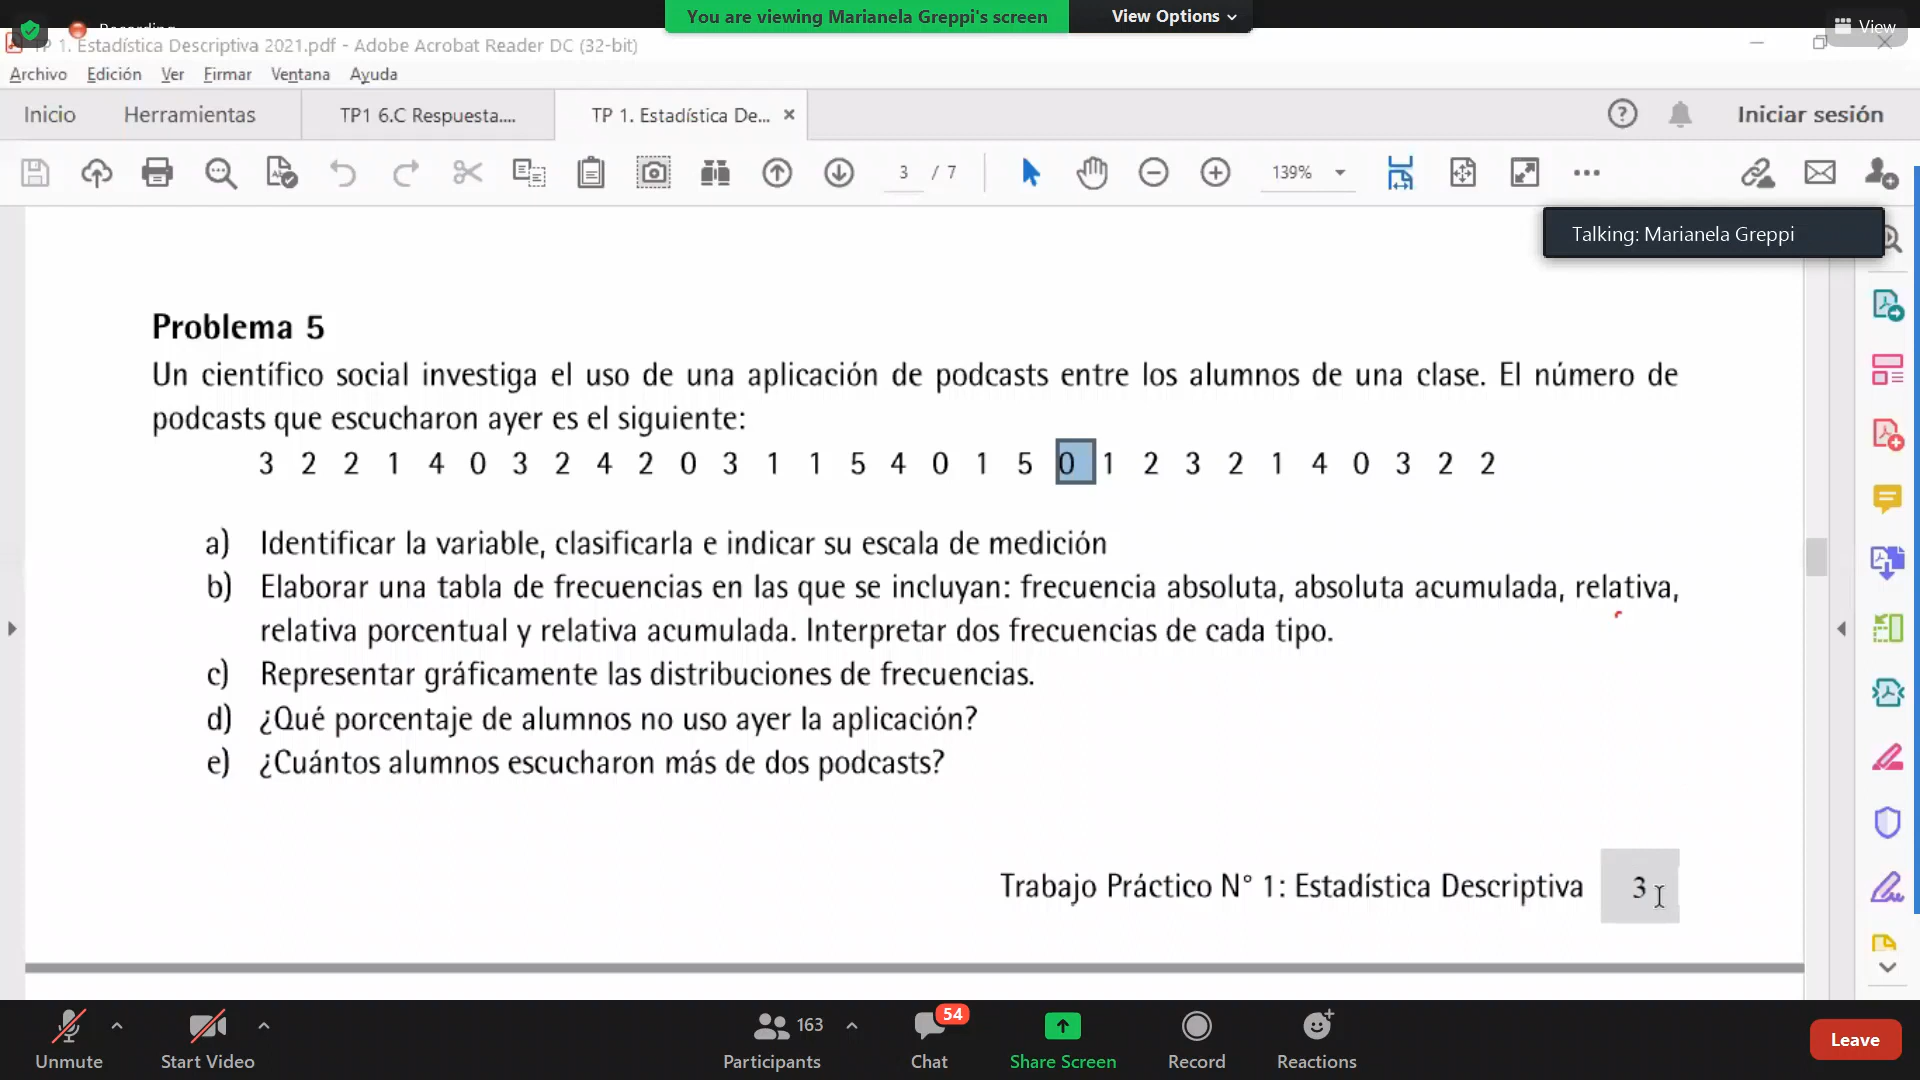 Recording
You are viewing Marianela Greppi's screen
View Options
View
TP 1. Estadística Descriptiva 2021.pdf - Adobe Acrobat Reader DC (32-bit)
Archivo Edición Ver Firmar Ventana Ayuda
Inicio Herramientas TP1 6.C Respuesta.... TP 1. Estadística De... × Iniciar sesión
3 / 7 139%
Talking: Marianela Greppi
Problema 5
Un científico social investiga el uso de una aplicación de podcasts entre los alumnos de una clase. El número de
podcasts que escucharon ayer es el siguiente:
3 2 2 1 4 0 3 2 4 2 0 3 1 1 5 4 0 1 5 0 1 2 3 2 1 4 0 3 2 2
a) Identificar la variable, clasificarla e indicar su escala de medición
b) Elaborar una tabla de frecuencias en las que se incluyan: frecuencia absoluta, absoluta acumulada, relativa,
relativa porcentual y relativa acumulada. Interpretar dos frecuencias de cada tipo.
c) Representar gráficamente las distribuciones de frecuencias.
d) ¿Qué porcentaje de alumnos no uso ayer la aplicación?
e) ¿Cuántos alumnos escucharon más de dos podcasts?
Trabajo Práctico N° 1: Estadística Descriptiva 3
163 54
Unmute Start Video Participants Chat Share Screen Record Reactions Leave